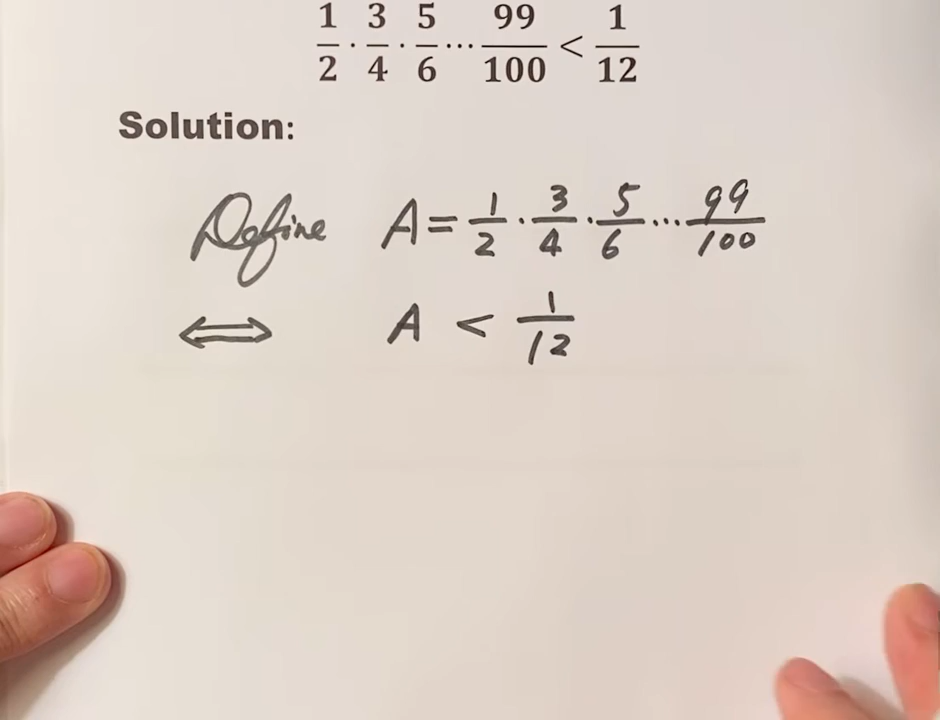 1/2 · 3/4 · 5/6 ··· 99/100 < 1/12
Solution:
Define A = 1/2 · 3/4 · 5/6 ··· 99/100
⟺ A < 1/12